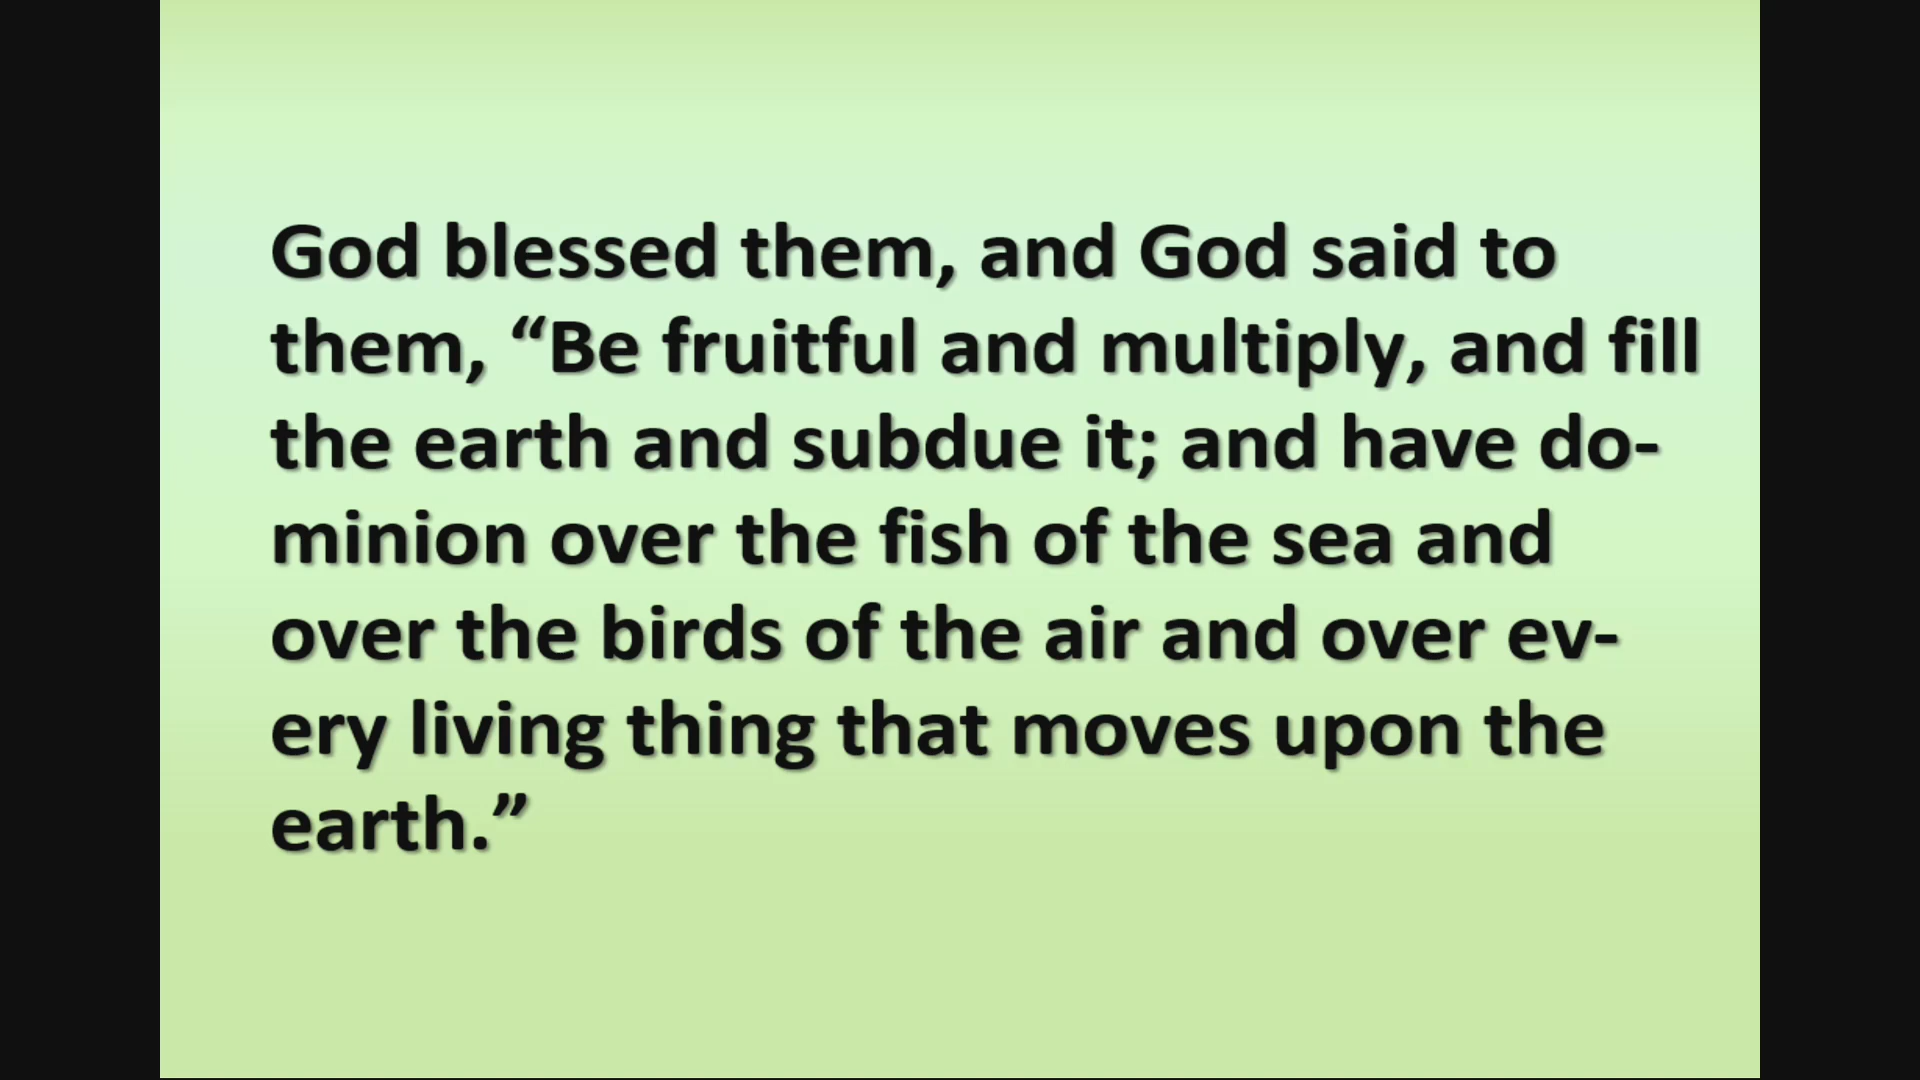 God blessed them, and God said to
them, “Be fruitful and multiply, and fill
the earth and subdue it; and have do-
minion over the fish of the sea and
over the birds of the air and over ev-
ery living thing that moves upon the
earth.”